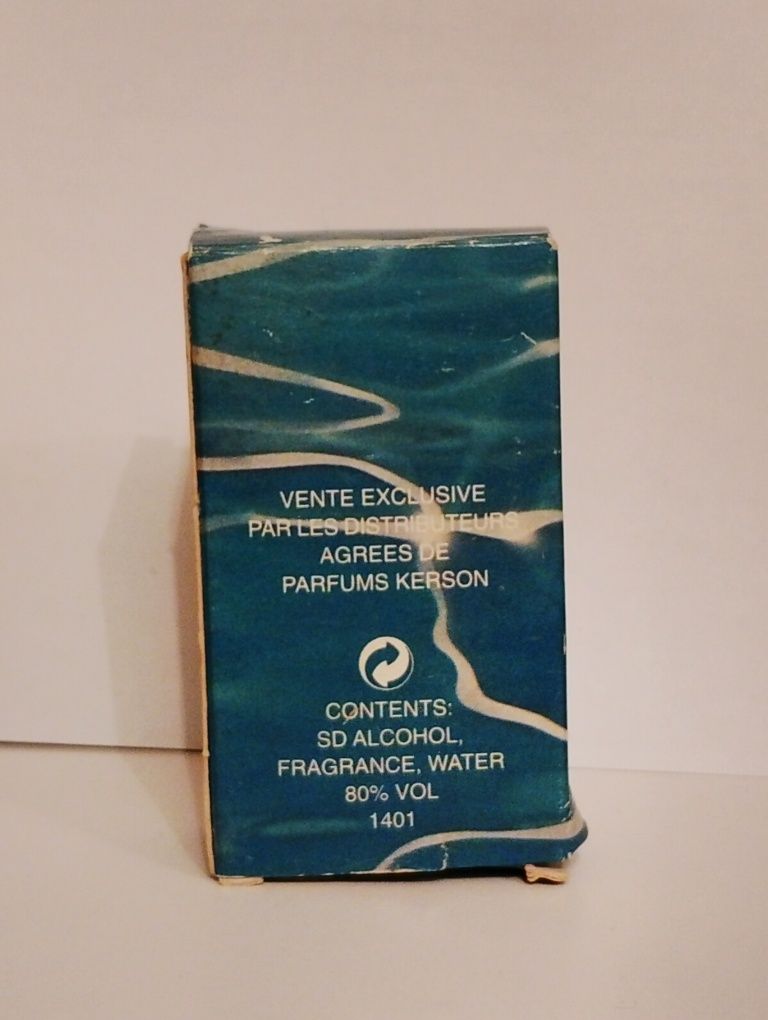 VENTE EXCLUSIVE
PAR LES DISTRIBUTEURS
AGREES DE
PARFUMS KERSON
CONTENTS:
SD ALCOHOL,
FRAGRANCE, WATER
80% VOL
1401